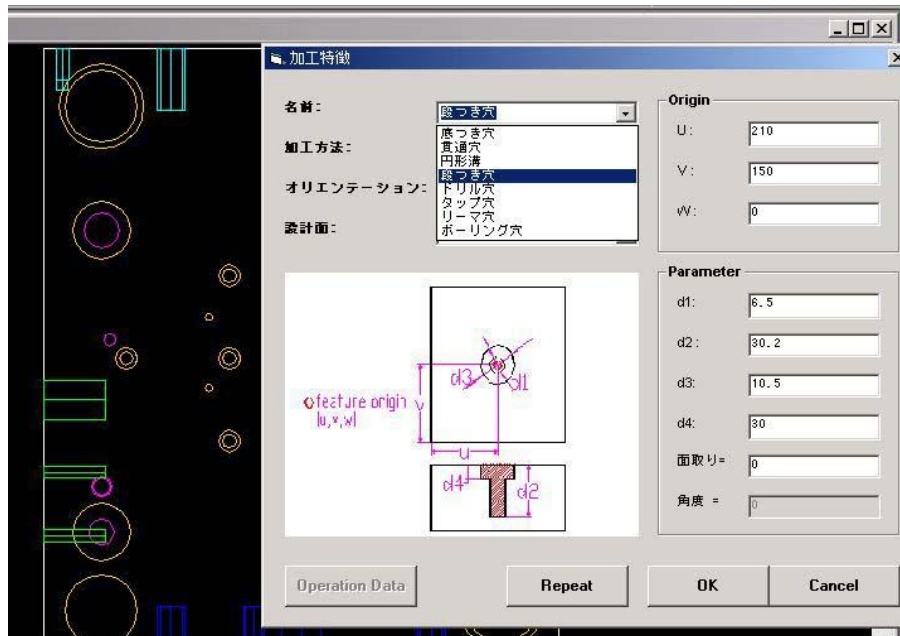 加工特徴
名前:
段つき穴
底つき穴
貫通穴
円形溝
段つき穴
ドリル穴
タップ穴
リーマ穴
ボーリング穴
加工方法:
オリエンテーション:
設計面:
Origin
U:
210
V:
150
W:
0
Parameter
d1:
6.5
d2:
30.2
d3:
10.5
d4:
30
面取り=
0
角度 =
0
d3
d1
feature origin
(u,v,w)
v
u
d4
d2
Operation Data
Repeat
OK
Cancel